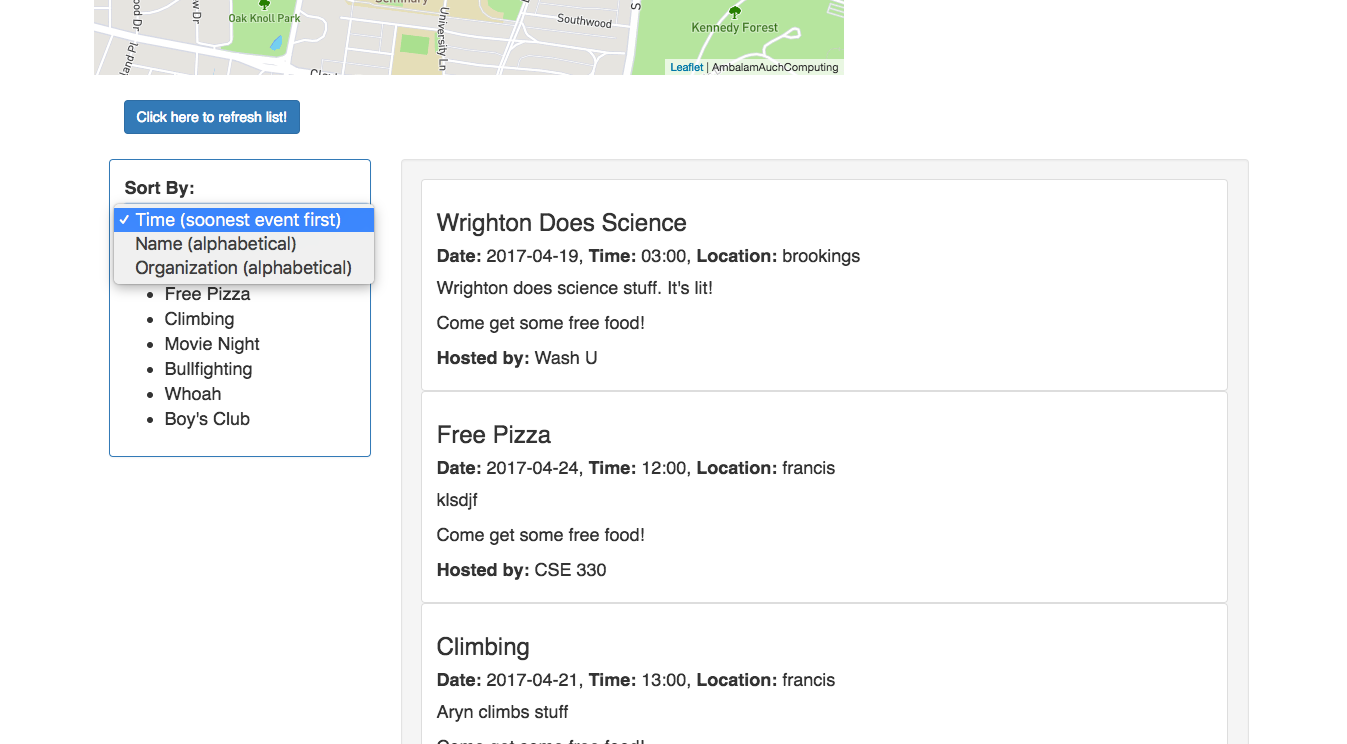 Seminary
Oak Knoll Park
Southwood
University Ln
Kennedy Forest
Leaflet | AmbalamAuchComputing
Click here to refresh list!
Sort By:
✓ Time (soonest event first)
Name (alphabetical)
Organization (alphabetical)
• Free Pizza
• Climbing
• Movie Night
• Bullfighting
• Whoah
• Boy's Club
Wrighton Does Science
Date: 2017-04-19, Time: 03:00, Location: brookings
Wrighton does science stuff. It's lit!
Come get some free food!
Hosted by: Wash U
Free Pizza
Date: 2017-04-24, Time: 12:00, Location: francis
klsdjf
Come get some free food!
Hosted by: CSE 330
Climbing
Date: 2017-04-21, Time: 13:00, Location: francis
Aryn climbs stuff
Come get some free food!